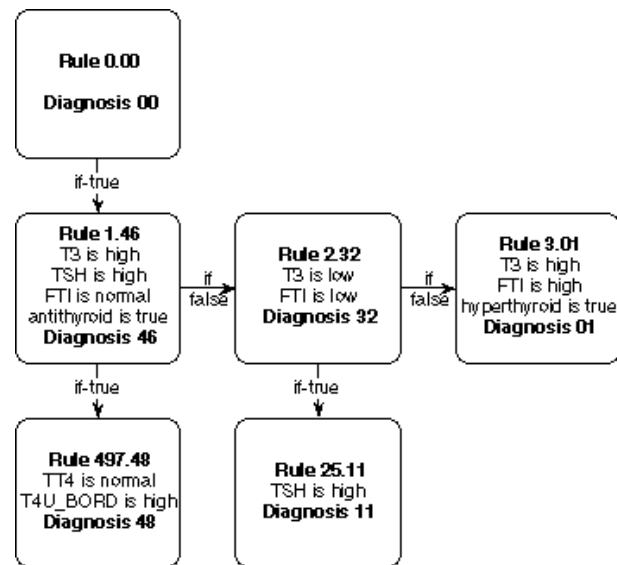 Rule 0.00
Diagnosis 00
if-true
Rule 1.46
T3 is high
TSH is high
FTI is normal
antithyroid is true
Diagnosis 46
if
false
Rule 2.32
T3 is low
FTI is low
Diagnosis 32
if
false
Rule 3.01
T3 is high
FTI is high
hyperthyroid is true
Diagnosis 01
if-true
if-true
Rule 497.48
TT4 is normal
T4U_BORD is high
Diagnosis 48
Rule 25.11
TSH is high
Diagnosis 11